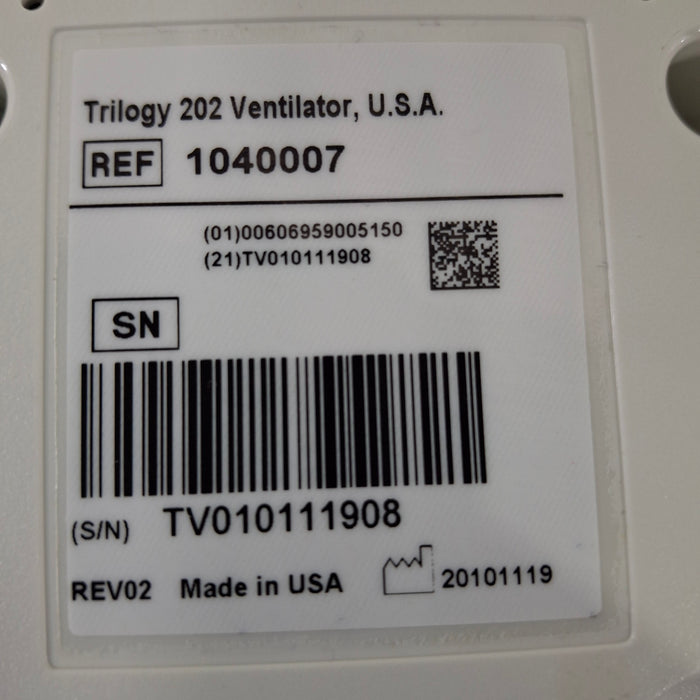 Trilogy 202 Ventilator, U.S.A.
REF 1040007
(01)00606959005150
(21)TV010111908
SN
(S/N) TV010111908
REV02 Made in USA 20101119